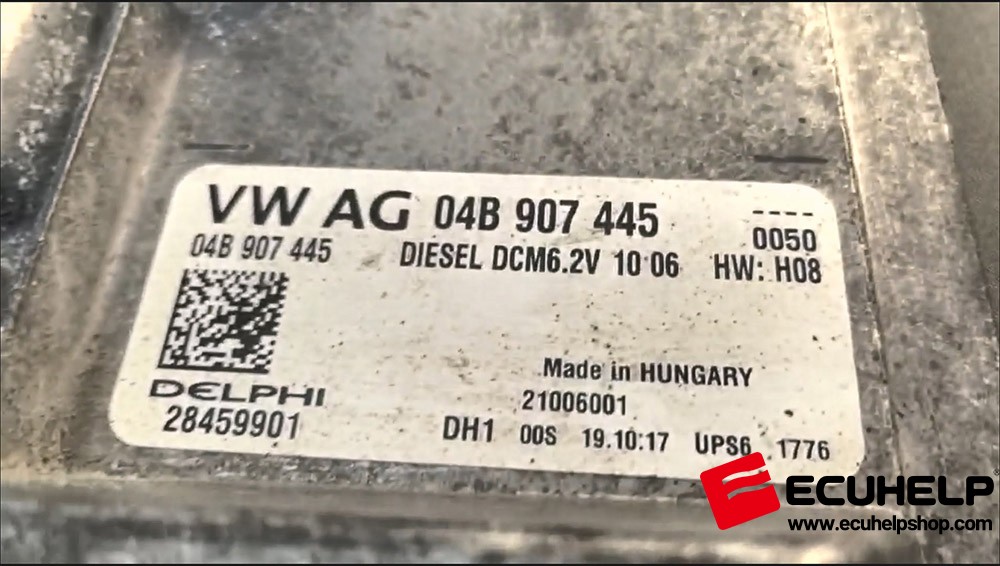 VW AG 04B 907 445 ----
04B 907 445 DIESEL DCM6.2V 10 06 0050
HW: H08
DELPHI
28459901
Made in HUNGARY
21006001
DH1 00S 19.10.17 UPS6 1776
ECUHELP
www.ecuhelpshop.com